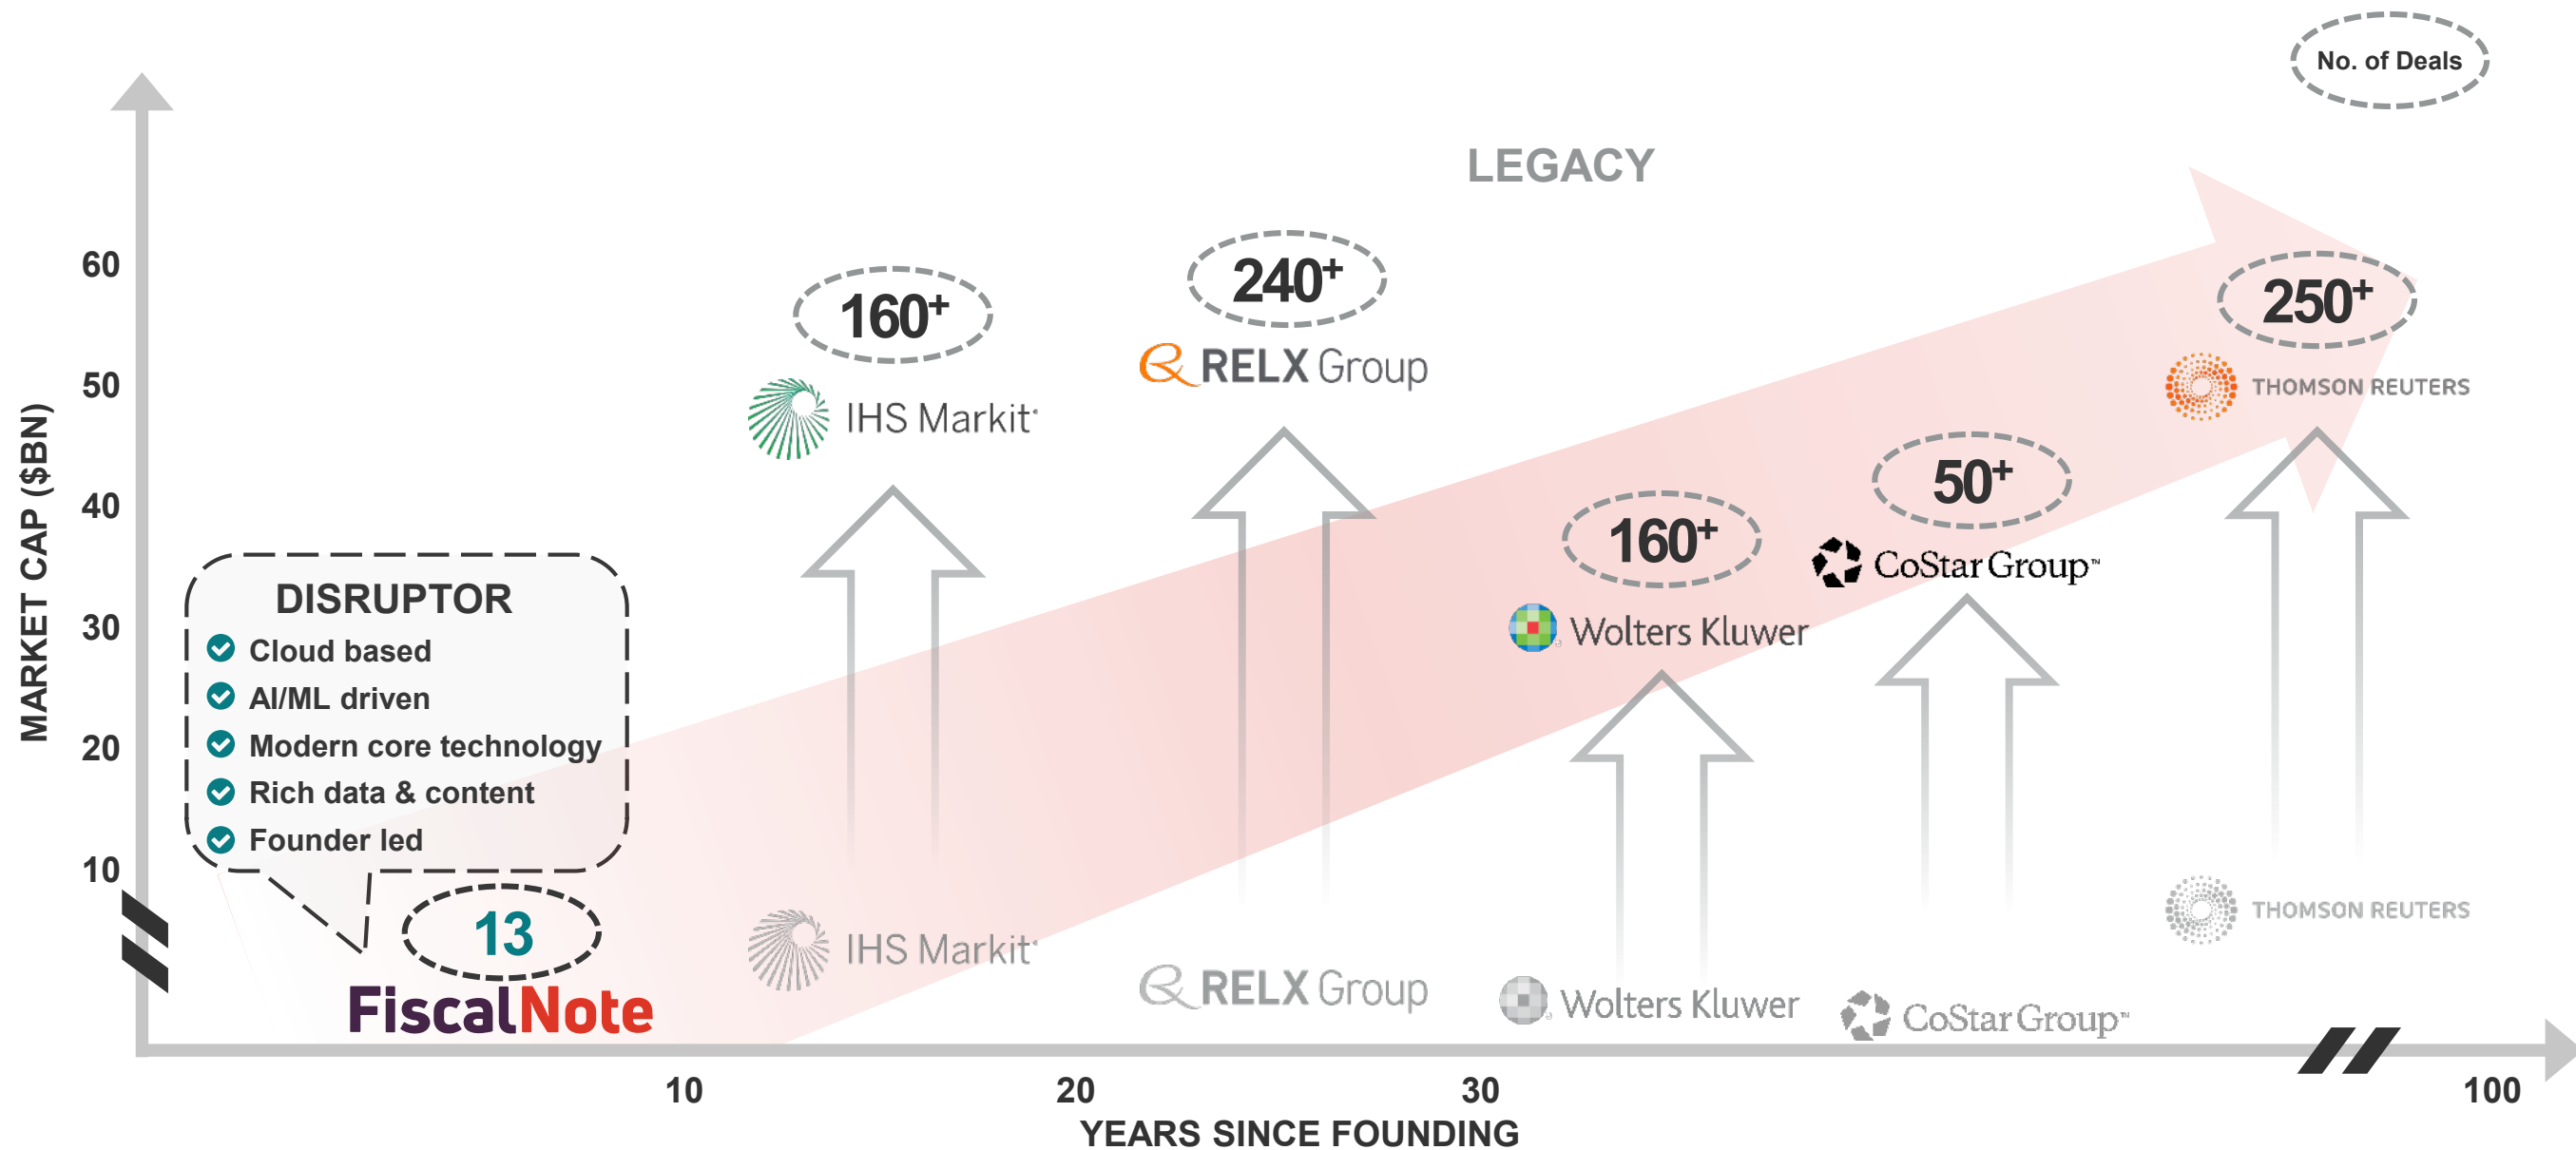 No. of Deals
LEGACY
MARKET CAP ($BN)
60
50
40
30
20
10
160+
IHS Markit
240+
RELX Group
250+
THOMSON REUTERS
160+
Wolters Kluwer
50+
CoStar Group™
DISRUPTOR
Cloud based
AI/ML driven
Modern core technology
Rich data & content
Founder led
13
FiscalNote
IHS Markit
RELX Group
Wolters Kluwer
CoStar Group™
THOMSON REUTERS
10
20
30
100
YEARS SINCE FOUNDING